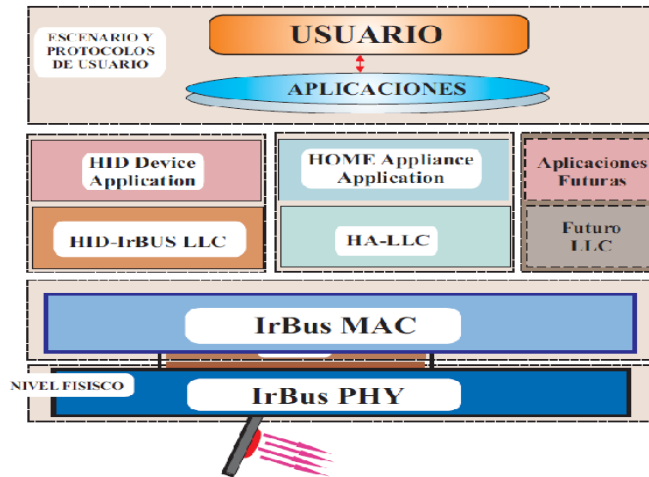 ESCENARIO Y
PROTOCOLOS
DE USUARIO
USUARIO
APLICACIONES
HID Device
Application
HOME Appliance
Application
Aplicaciones
Futuras
HID-IrBUS LLC
HA-LLC
Futuro
LLC
IrBus MAC
NIVEL FISISCO
IrBus PHY